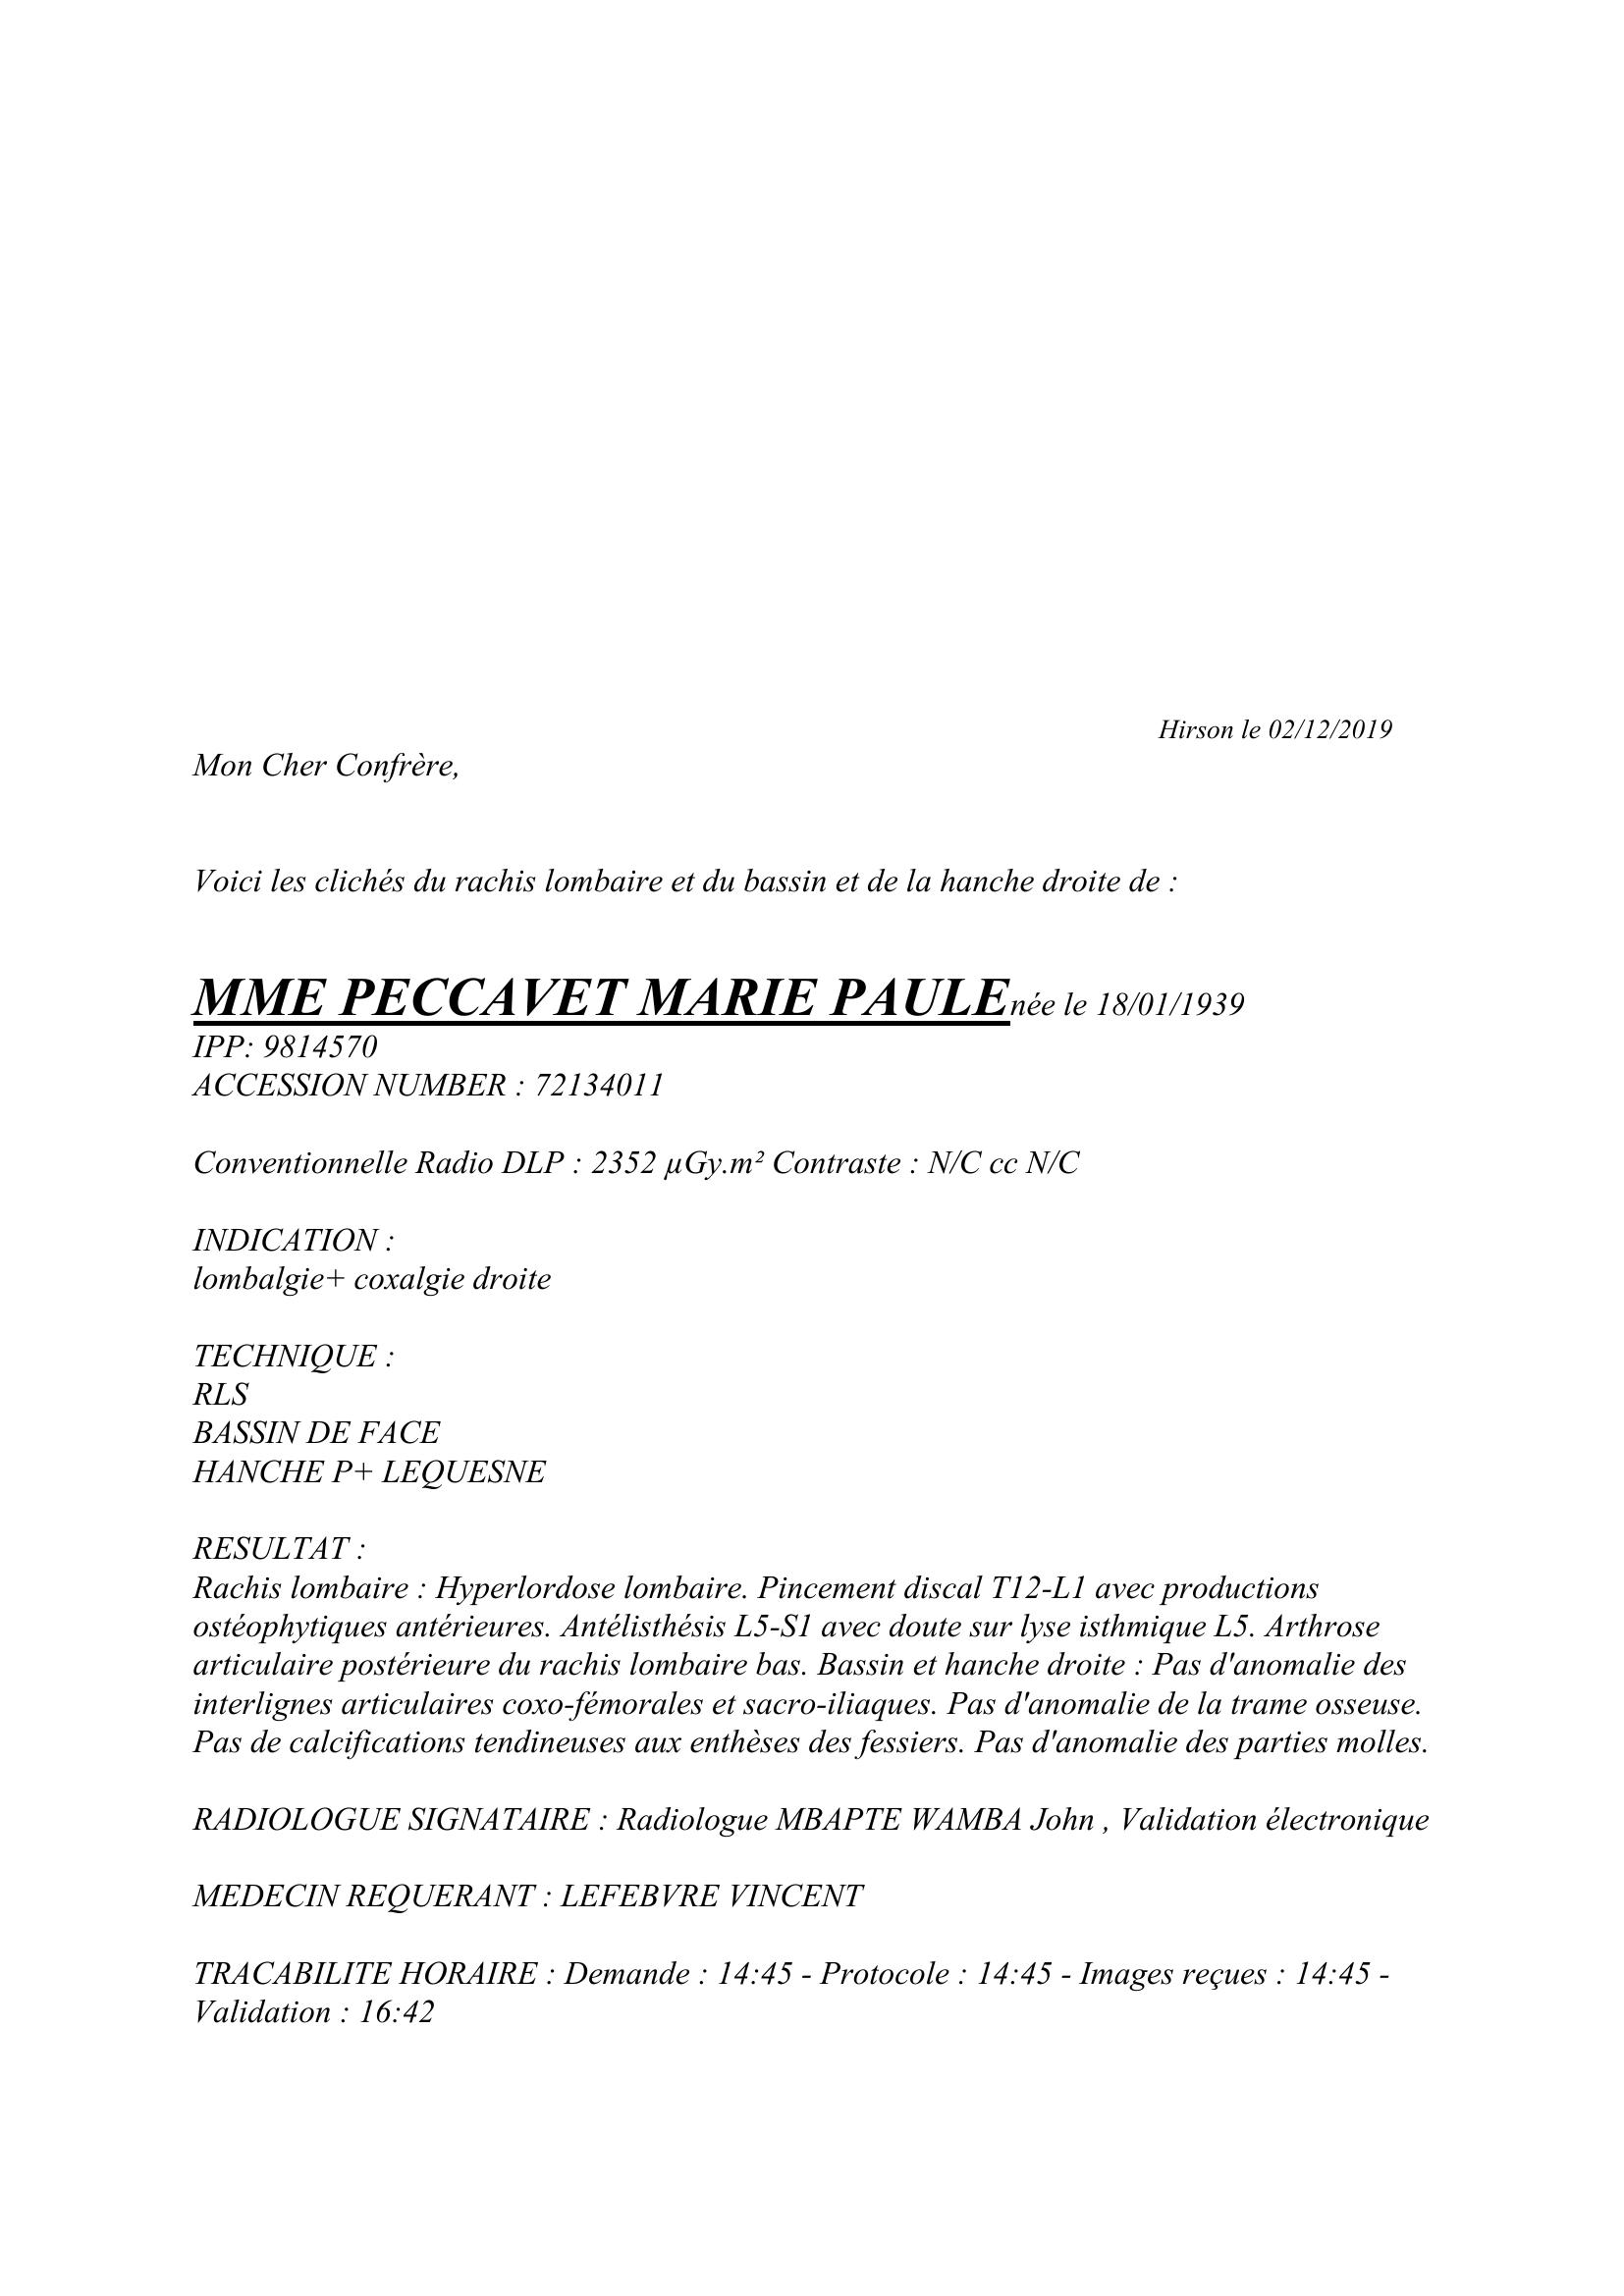 Hirson le 02/12/2019
Mon Cher Confrère,
Voici les clichés du rachis lombaire et du bassin et de la hanche droite de :
MME PECCAVET MARIE PAULEnée le 18/01/1939
IPP: 9814570
ACCESSION NUMBER : 72134011
Conventionnelle Radio DLP : 2352 µGy.m² Contraste : N/C cc N/C
INDICATION :
lombalgie+ coxalgie droite
TECHNIQUE :
RLS
BASSIN DE FACE
HANCHE P+ LEQUESNE
RESULTAT :
Rachis lombaire : Hyperlordose lombaire. Pincement discal T12-L1 avec productions
ostéophytiques antérieures. Antélisthésis L5-S1 avec doute sur lyse isthmique L5. Arthrose
articulaire postérieure du rachis lombaire bas. Bassin et hanche droite : Pas d'anomalie des
interlignes articulaires coxo-fémorales et sacro-iliaques. Pas d'anomalie de la trame osseuse.
Pas de calcifications tendineuses aux enthèses des fessiers. Pas d'anomalie des parties molles.
RADIOLOGUE SIGNATAIRE : Radiologue MBAPTE WAMBA John , Validation électronique
MEDECIN REQUERANT : LEFEBVRE VINCENT
TRACABILITE HORAIRE : Demande : 14:45 - Protocole : 14:45 - Images reçues : 14:45 -
Validation : 16:42